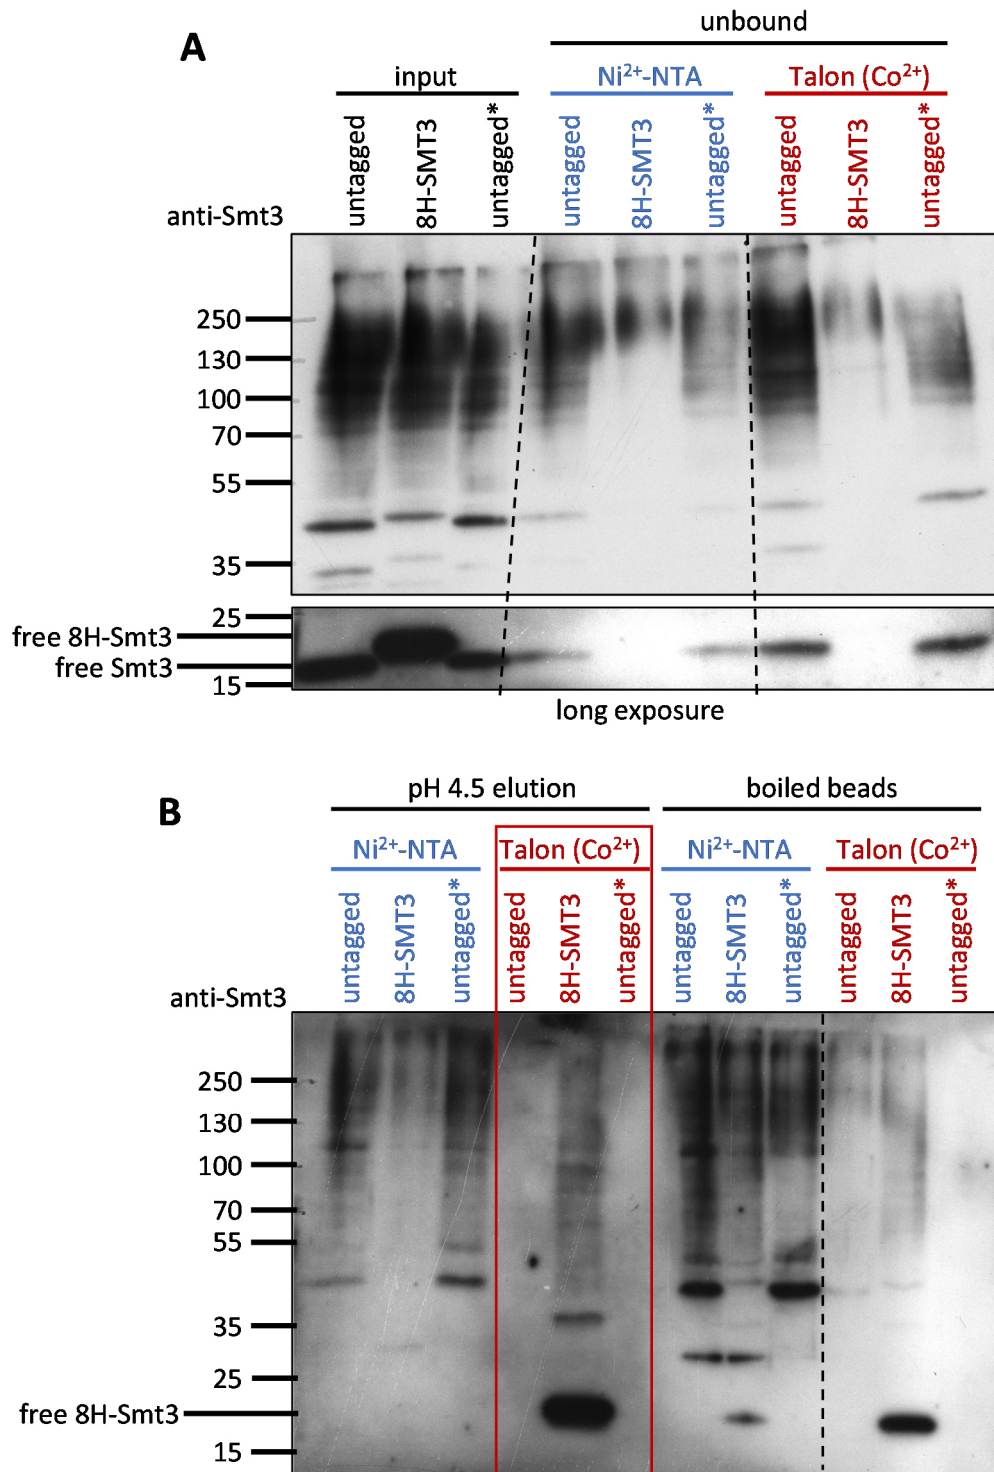 A
unbound
input
Ni2+-NTA
Talon (Co2+)
untagged
8H-SMT3
untagged*
untagged
8H-SMT3
untagged*
untagged
8H-SMT3
untagged*
anti-Smt3
250
130
100
70
55
35
25
free 8H-Smt3
free Smt3
15
long exposure
B
pH 4.5 elution
boiled beads
Ni2+-NTA
Talon (Co2+)
Ni2+-NTA
Talon (Co2+)
untagged
8H-SMT3
untagged*
untagged
8H-SMT3
untagged*
untagged
8H-SMT3
untagged*
untagged
8H-SMT3
untagged*
anti-Smt3
250
130
100
70
55
35
25
free 8H-Smt3
15